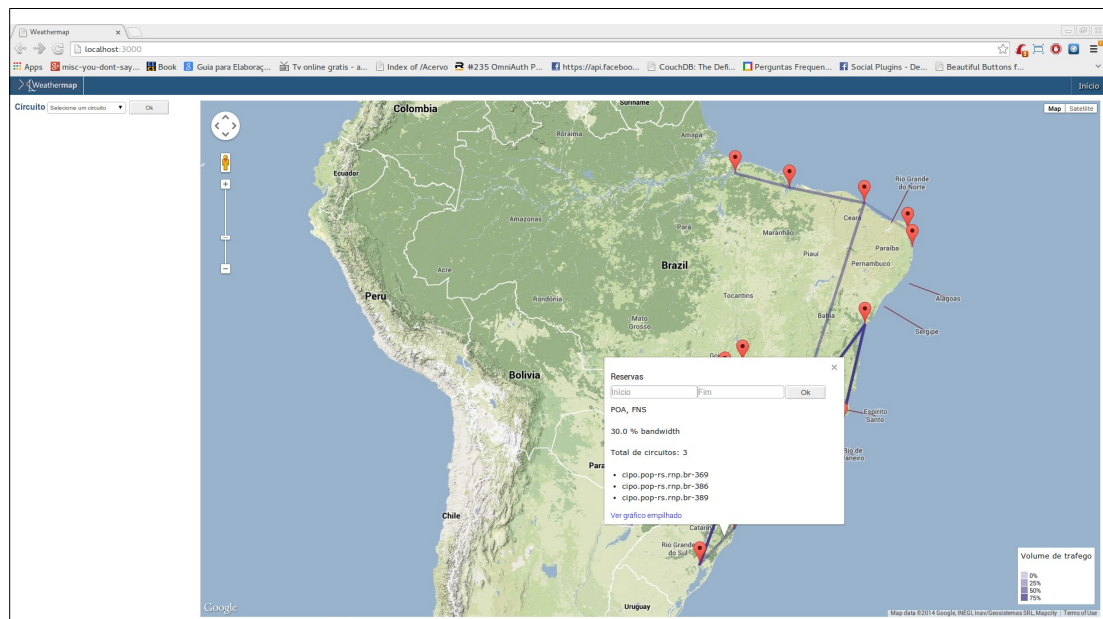 Weathermap
localhost:3000
Apps misc-you-dont-say... Book Guia para Elaboraç... Tv online gratis - a... Index of /Acervo #235 OmniAuth P... https://api.faceboo... CouchDB: The Defi... Perguntas Frequen... Social Plugins - De... Beautiful Buttons f...
Weathermap Início
Circuito Selecione um circuito Ok
Map Satellite
Colombia
Suriname
Roraima
Amapá
Ecuador
Rio Grande
do Norte
Amazonas
Pará
Maranhão
Ceará
Paraíba
Piauí
Pernambuco
Brazil
Acre
Peru
Rondônia
Tocantins
Alagoas
Mato
Grosso
Bahia
Sergipe
Bolivia
Reservas
Início Fim Ok
POA, FNS
30.0 % bandwidth
Total de circuitos: 3
cipo.pop-rs.rnp.br-369
cipo.pop-rs.rnp.br-386
cipo.pop-rs.rnp.br-389
Ver gráfico empilhado
Espírito
Santo
Para
Chile
Rio Grande
do Sul
Uruguay
Volume de trafego
0%
25%
50%
75%
Google
Map data ©2014 Google, INEGI, Inav/Geosistemas SRL, Mapcity Terms of Use